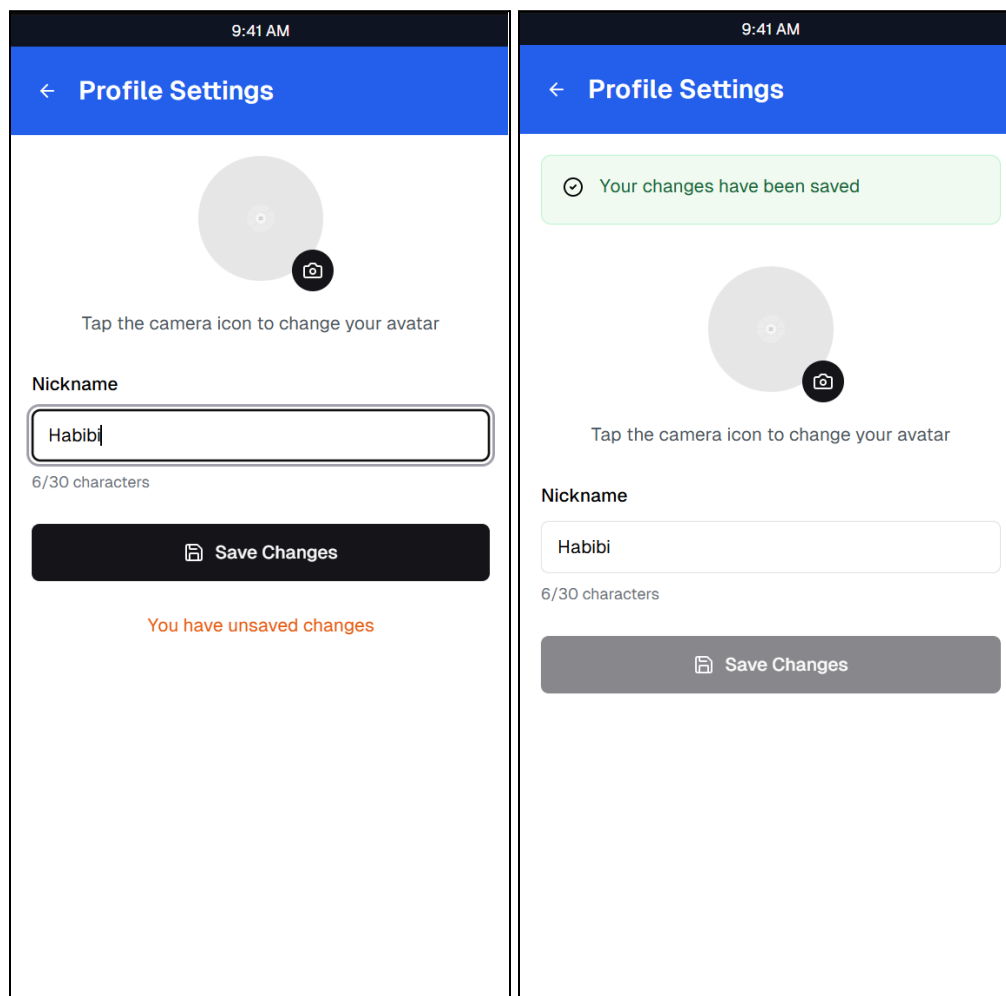 9:41 AM
Profile Settings
Tap the camera icon to change your avatar
Nickname
Habibi
6/30 characters
Save Changes
You have unsaved changes
9:41 AM
Profile Settings
Your changes have been saved
Tap the camera icon to change your avatar
Nickname
Habibi
6/30 characters
Save Changes